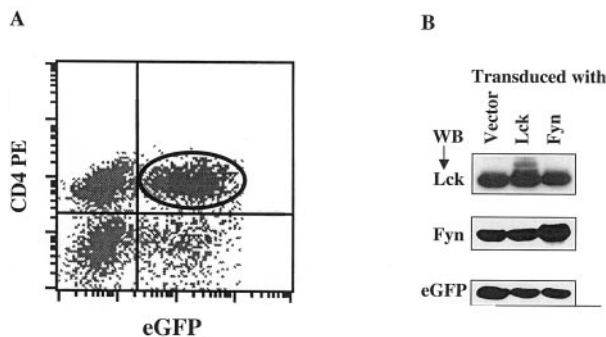 A
CD4 PE
eGFP
B
Transduced with
Vector
Lck
Fyn
WB
Lck
Fyn
eGFP